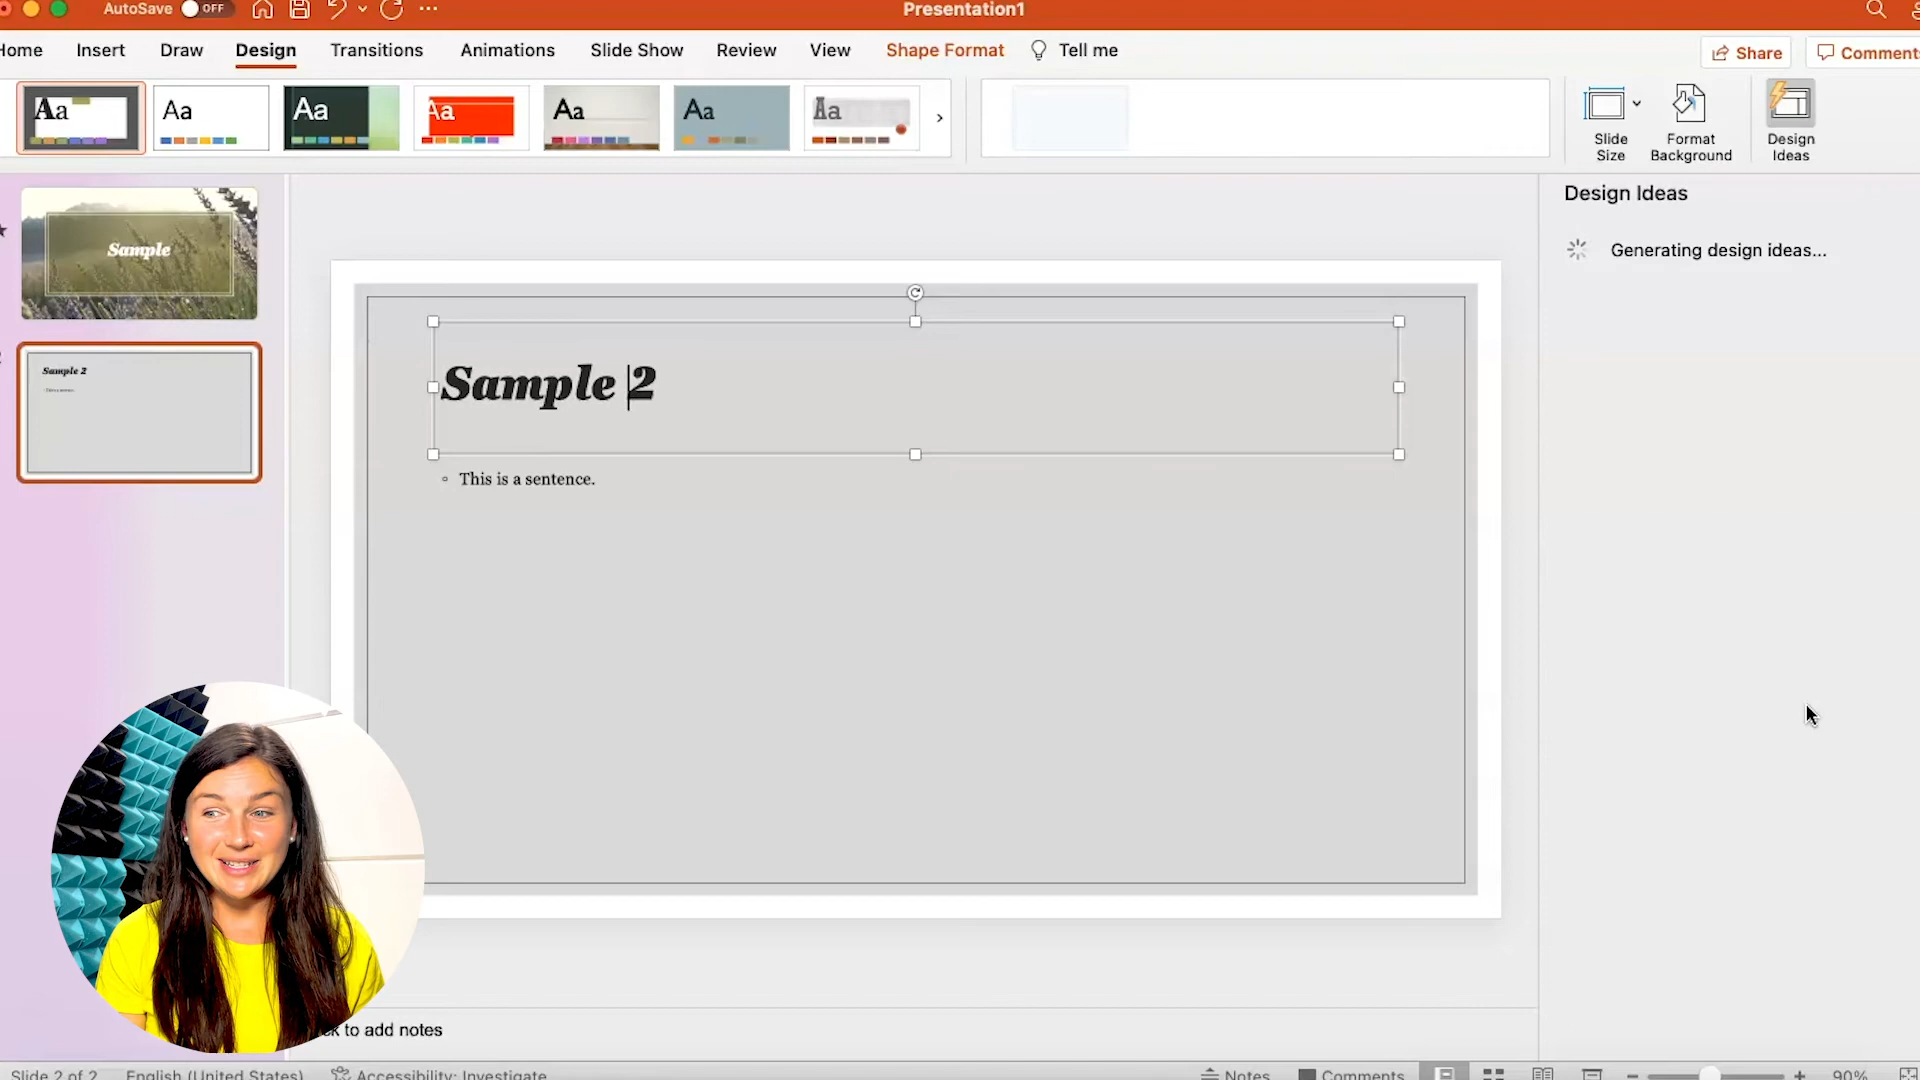 AutoSave OFF
Presentation1
Home Insert Draw Design Transitions Animations Slide Show Review View Shape Format Tell me
Share Comments
Aa Aa Aa Aa Aa Aa Aa
Slide Size
Format Background
Design Ideas
Sample
Sample 2
Design Ideas
Generating design ideas...
Sample 2
This is a sentence.
to add notes
Slide 2 of 2 English (United States) Accessibility: Investigate Notes Comments 90%